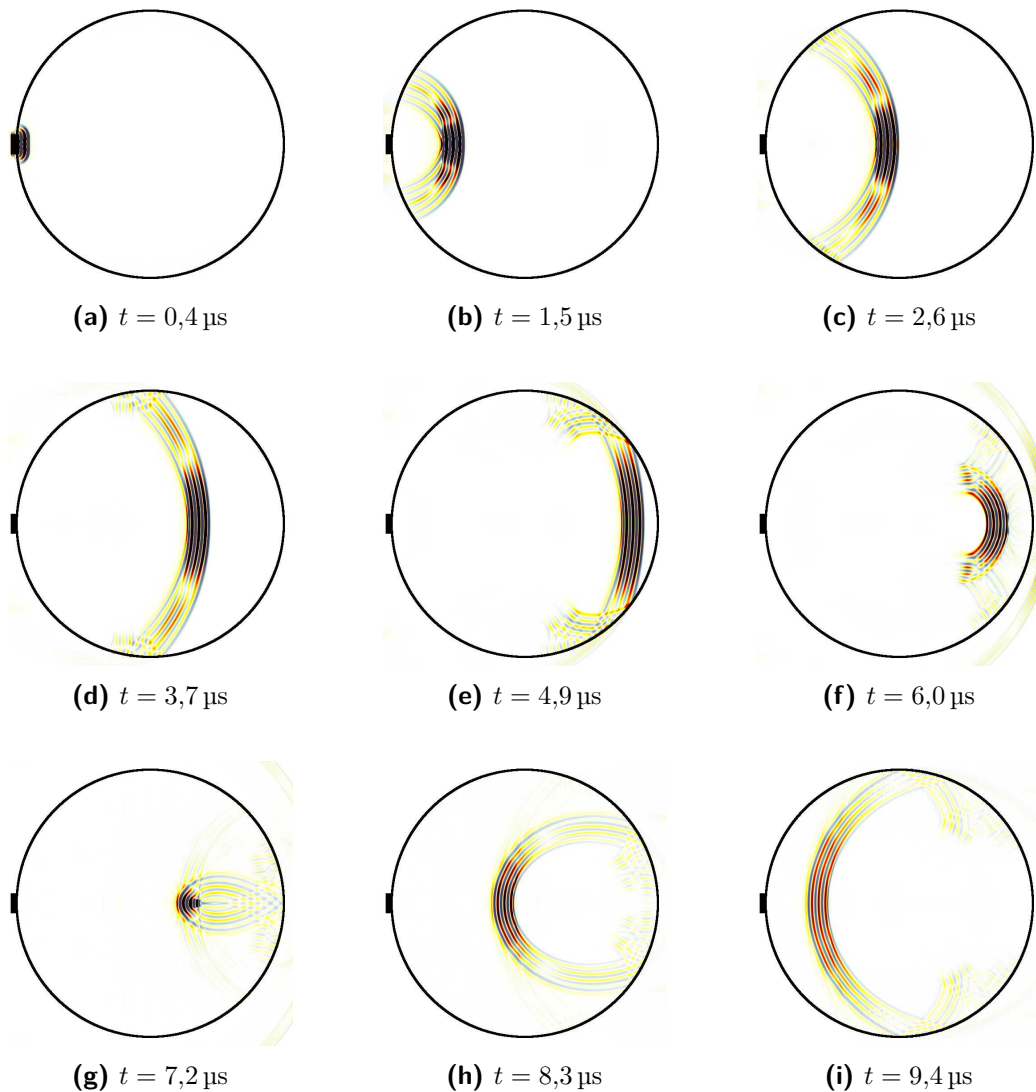 (a) t = 0,4 µs
(b) t = 1,5 µs
(c) t = 2,6 µs
(d) t = 3,7 µs
(e) t = 4,9 µs
(f) t = 6,0 µs
(g) t = 7,2 µs
(h) t = 8,3 µs
(i) t = 9,4 µs